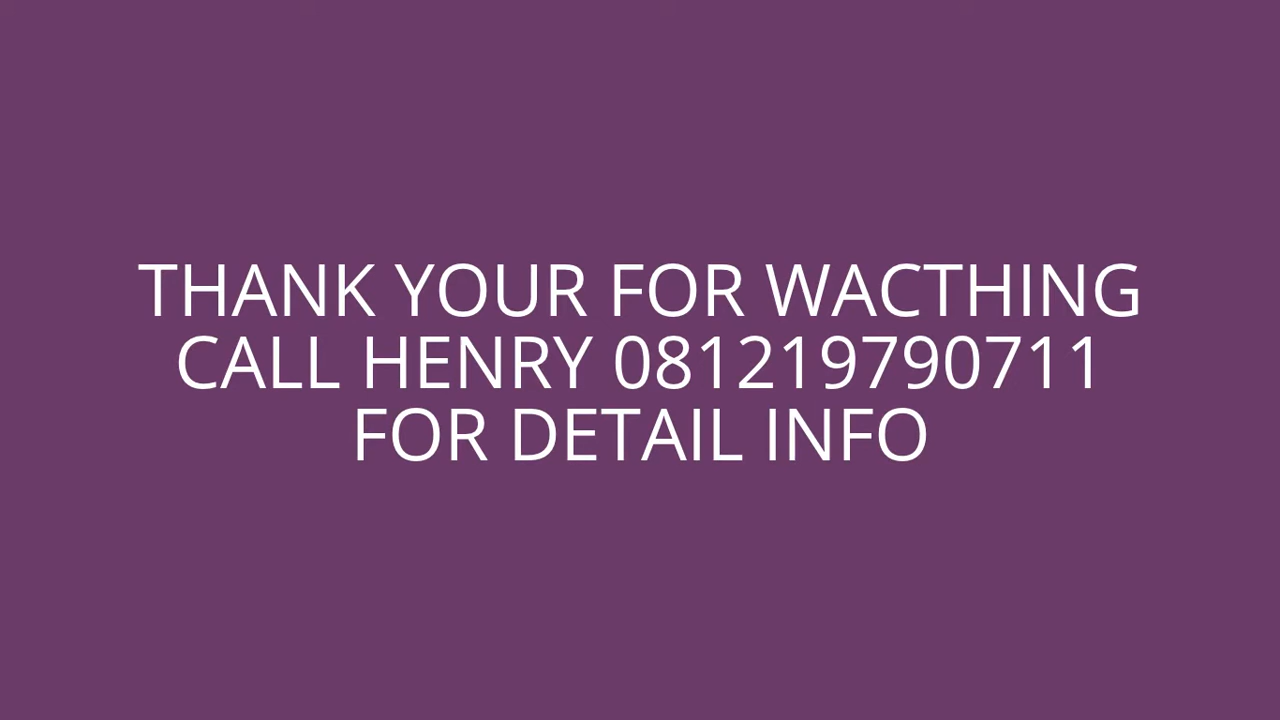 THANK YOUR FOR WACTHING
CALL HENRY 081219790711
FOR DETAIL INFO